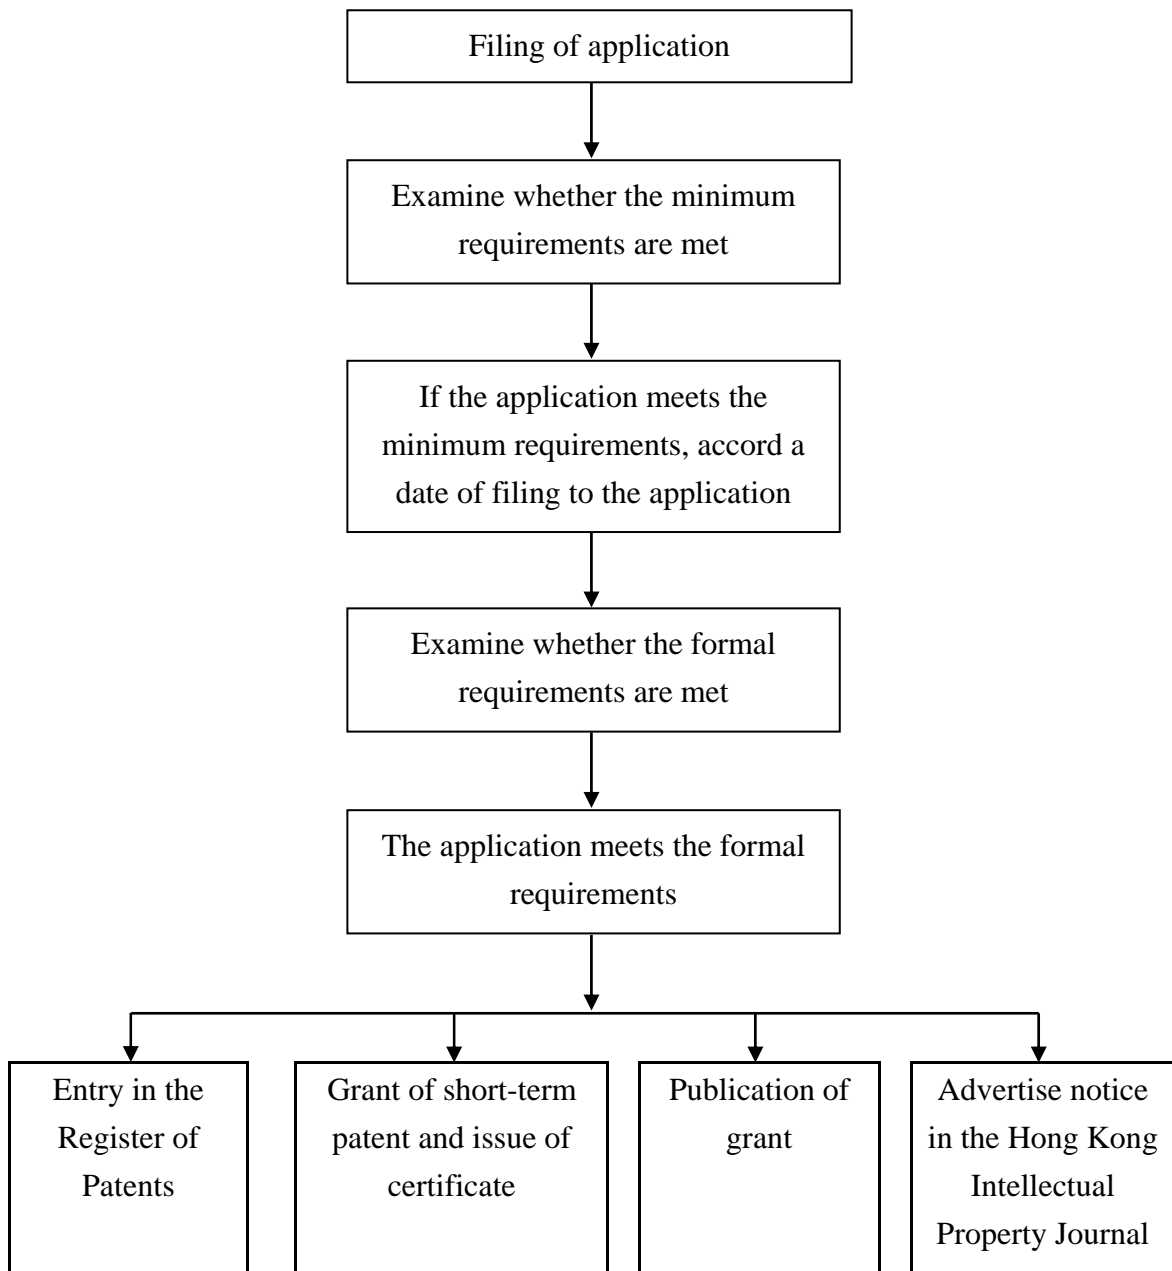 Filing of application
Examine whether the minimum
requirements are met
If the application meets the
minimum requirements, accord a
date of filing to the application
Examine whether the formal
requirements are met
The application meets the formal
requirements
Entry in the
Register of
Patents
Grant of short-term
patent and issue of
certificate
Publication of
grant
Advertise notice
in the Hong Kong
Intellectual
Property Journal